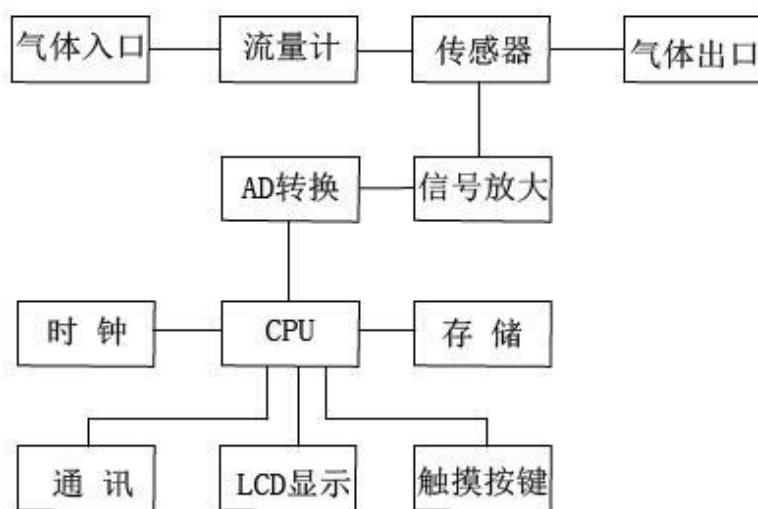 气体入口 流量计 传感器 气体出口
AD转换 信号放大
时 钟 CPU 存 储
通 讯 LCD显示 触摸按键